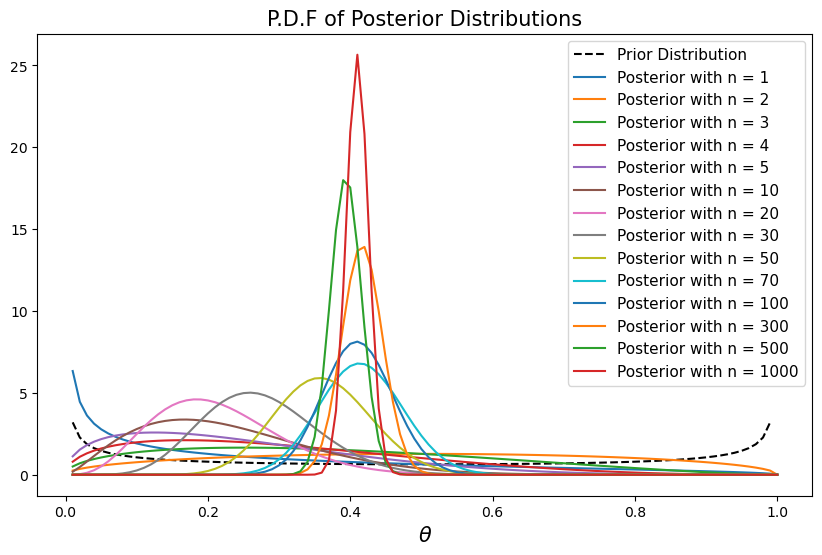 P.D.F of Posterior Distributions
Prior Distribution
Posterior with n = 1
Posterior with n = 2
Posterior with n = 3
Posterior with n = 4
Posterior with n = 5
Posterior with n = 10
Posterior with n = 20
Posterior with n = 30
Posterior with n = 50
Posterior with n = 70
Posterior with n = 100
Posterior with n = 300
Posterior with n = 500
Posterior with n = 1000
25
20
15
10
5
0
0.0 0.2 0.4 0.6 0.8 1.0
θ